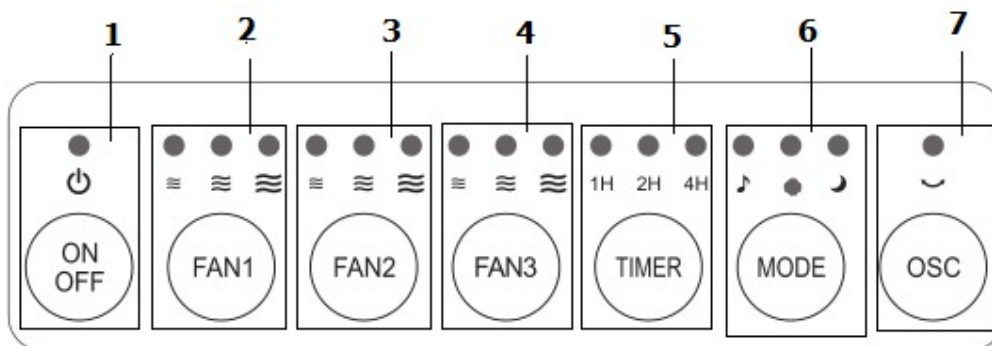 1 2 3 4 5 6 7
1H 2H 4H
ON
OFF
FAN1 FAN2 FAN3 TIMER MODE OSC